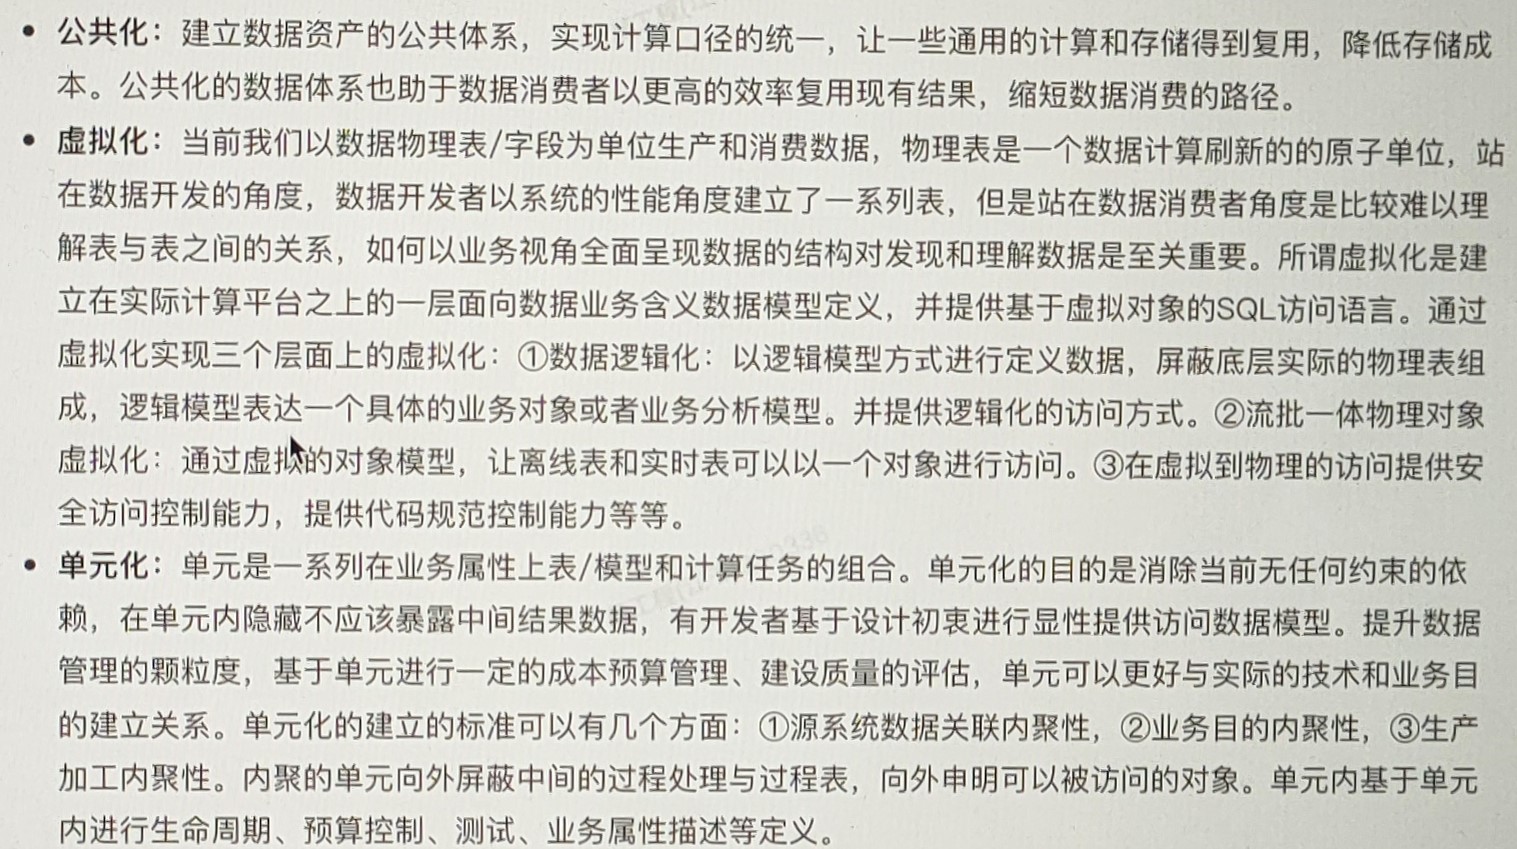 • 公共化：建立数据资产的公共体系，实现计算口径的统一，让一些通用的计算和存储得到复用，降低存储成
本。公共化的数据体系也助于数据消费者以更高的效率复用现有结果，缩短数据消费的路径。
• 虚拟化：当前我们以数据物理表/字段为单位生产和消费数据，物理表是一个数据计算刷新的的原子单位，站
在数据开发的角度，数据开发者以系统的性能角度建立了一系列表，但是站在数据消费者角度是比较难以理
解表与表之间的关系，如何以业务视角全面呈现数据的结构对发现和理解数据是至关重要。所谓虚拟化是建
立在实际计算平台之上的一层面向数据业务含义数据模型定义，并提供基于虚拟对象的SQL访问语言。通过
虚拟化实现三个层面上的虚拟化：①数据逻辑化：以逻辑模型方式进行定义数据，屏蔽底层实际的物理表组
成，逻辑模型表达一个具体的业务对象或者业务分析模型。并提供逻辑化的访问方式。②流批一体物理对象
虚拟化：通过虚拟的对象模型，让离线表和实时表可以以一个对象进行访问。③在虚拟到物理的访问提供安
全访问控制能力，提供代码规范控制能力等等。
• 单元化：单元是一系列在业务属性上表/模型和计算任务的组合。单元化的目的是消除当前无任何约束的依
赖，在单元内隐藏不应该暴露中间结果数据，有开发者基于设计初衷进行显性提供访问数据模型。提升数据
管理的颗粒度，基于单元进行一定的成本预算管理、建设质量的评估，单元可以更好与实际的技术和业务目
的建立关系。单元化的建立的标准可以有几个方面：①源系统数据关联内聚性，②业务目的内聚性，③生产
加工内聚性。内聚的单元向外屏蔽中间的过程处理与过程表，向外申明可以被访问的对象。单元内基于单元
内进行生命周期、预算控制、测试、业务属性描述等定义。